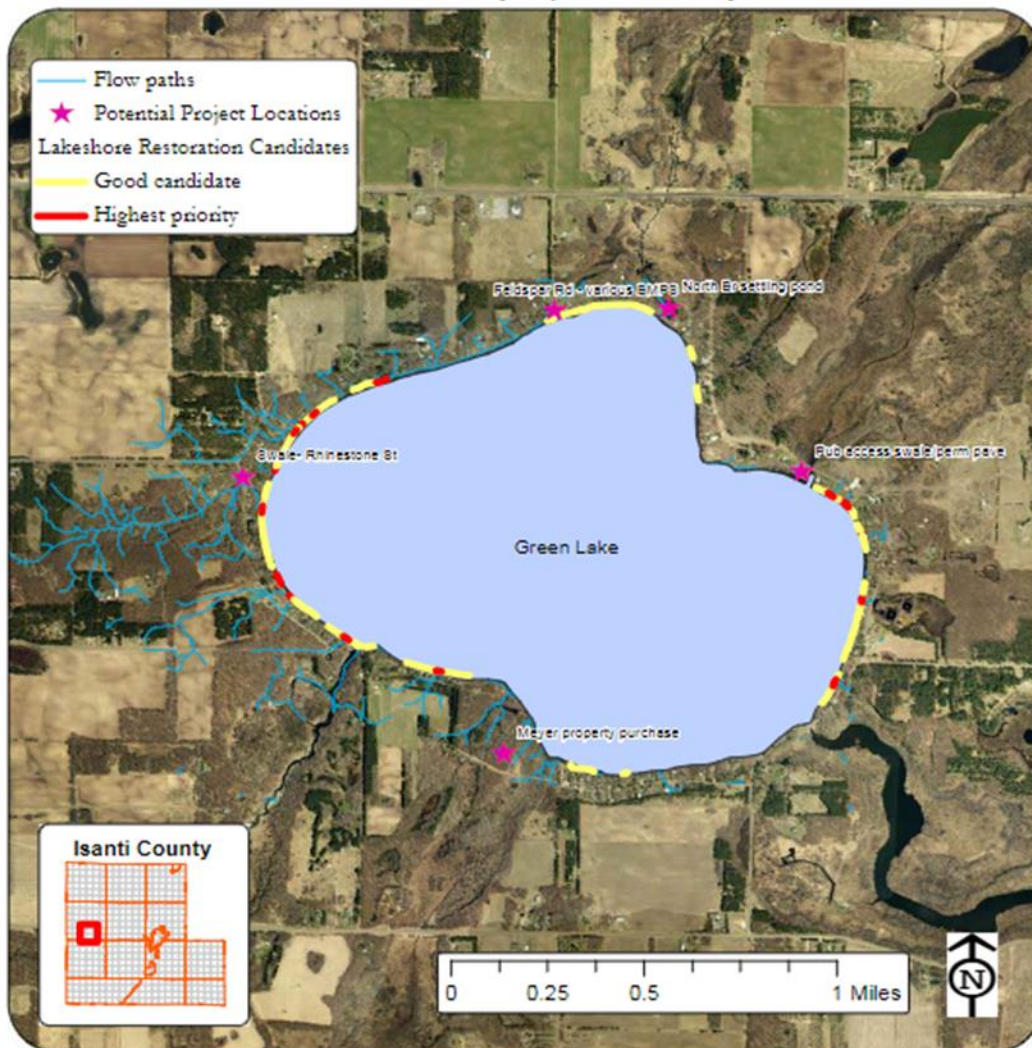 Flow paths
Potential Project Locations
Lakeshore Restoration Candidates
Good candidate
Highest priority
Feldspar Rd - various BMPs
North Br settling pond
Swale- Rhinestone St
Pub access swale/perm pave
Green Lake
Meyer property purchase
Isanti County
0 0.25 0.5 1 Miles
N